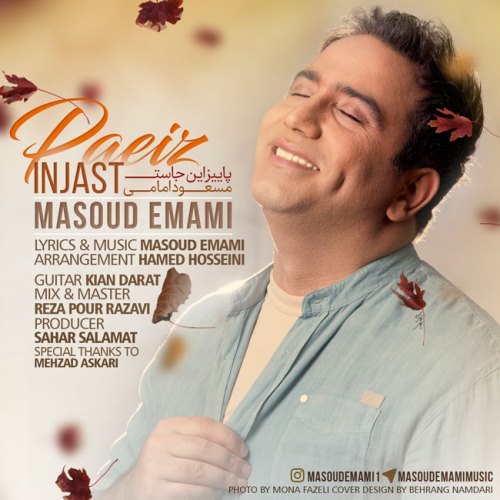 Paeiz
INJAST
پاییز این جاست
مسعود امامی
MASOUD EMAMI
LYRICS & MUSIC MASOUD EMAMI
ARRANGEMENT HAMED HOSSEINI
GUITAR KIAN DARAT
MIX & MASTER
REZA POUR RAZAVI
PRODUCER
SAHAR SALAMAT
SPECIAL THANKS TO
MEHZAD ASKARI
MASOUDEMAMI1 MASOUDEMAMIMUSIC
PHOTO BY MONA FAZELI COVER DESIGN BY BEHRANG NAMDARI